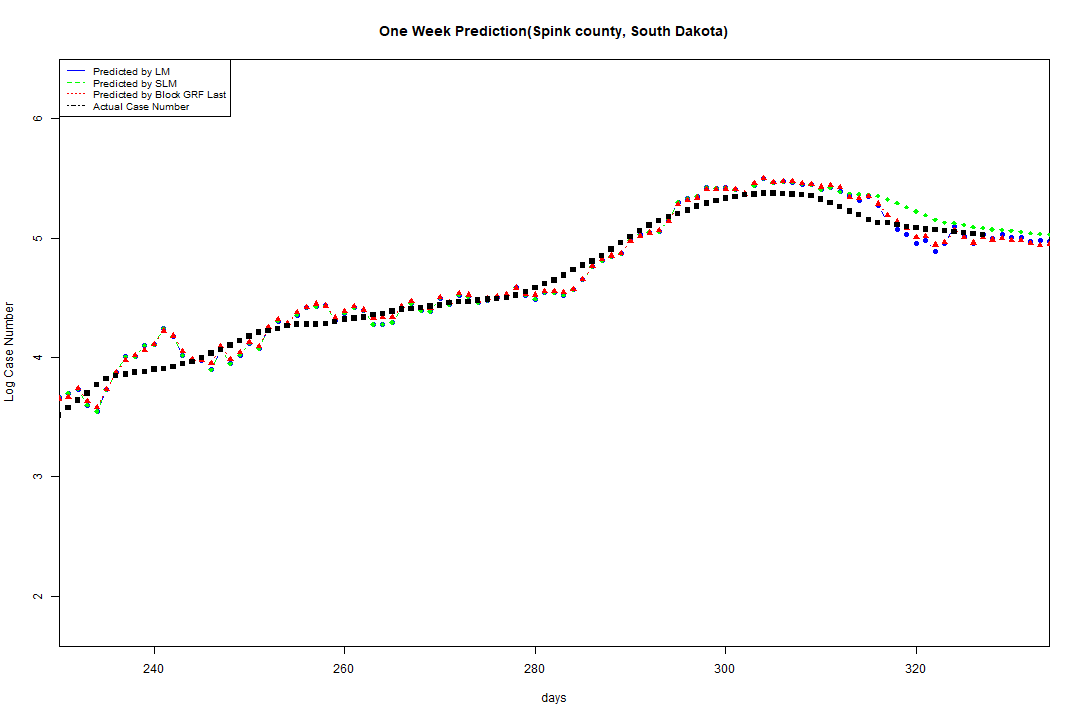 One Week Prediction(Spink county, South Dakota)
Predicted by LM
Predicted by SLM
Predicted by Block GRF Last
Actual Case Number
6
5
4
3
2
Log Case Number
240
260
280
300
320
days